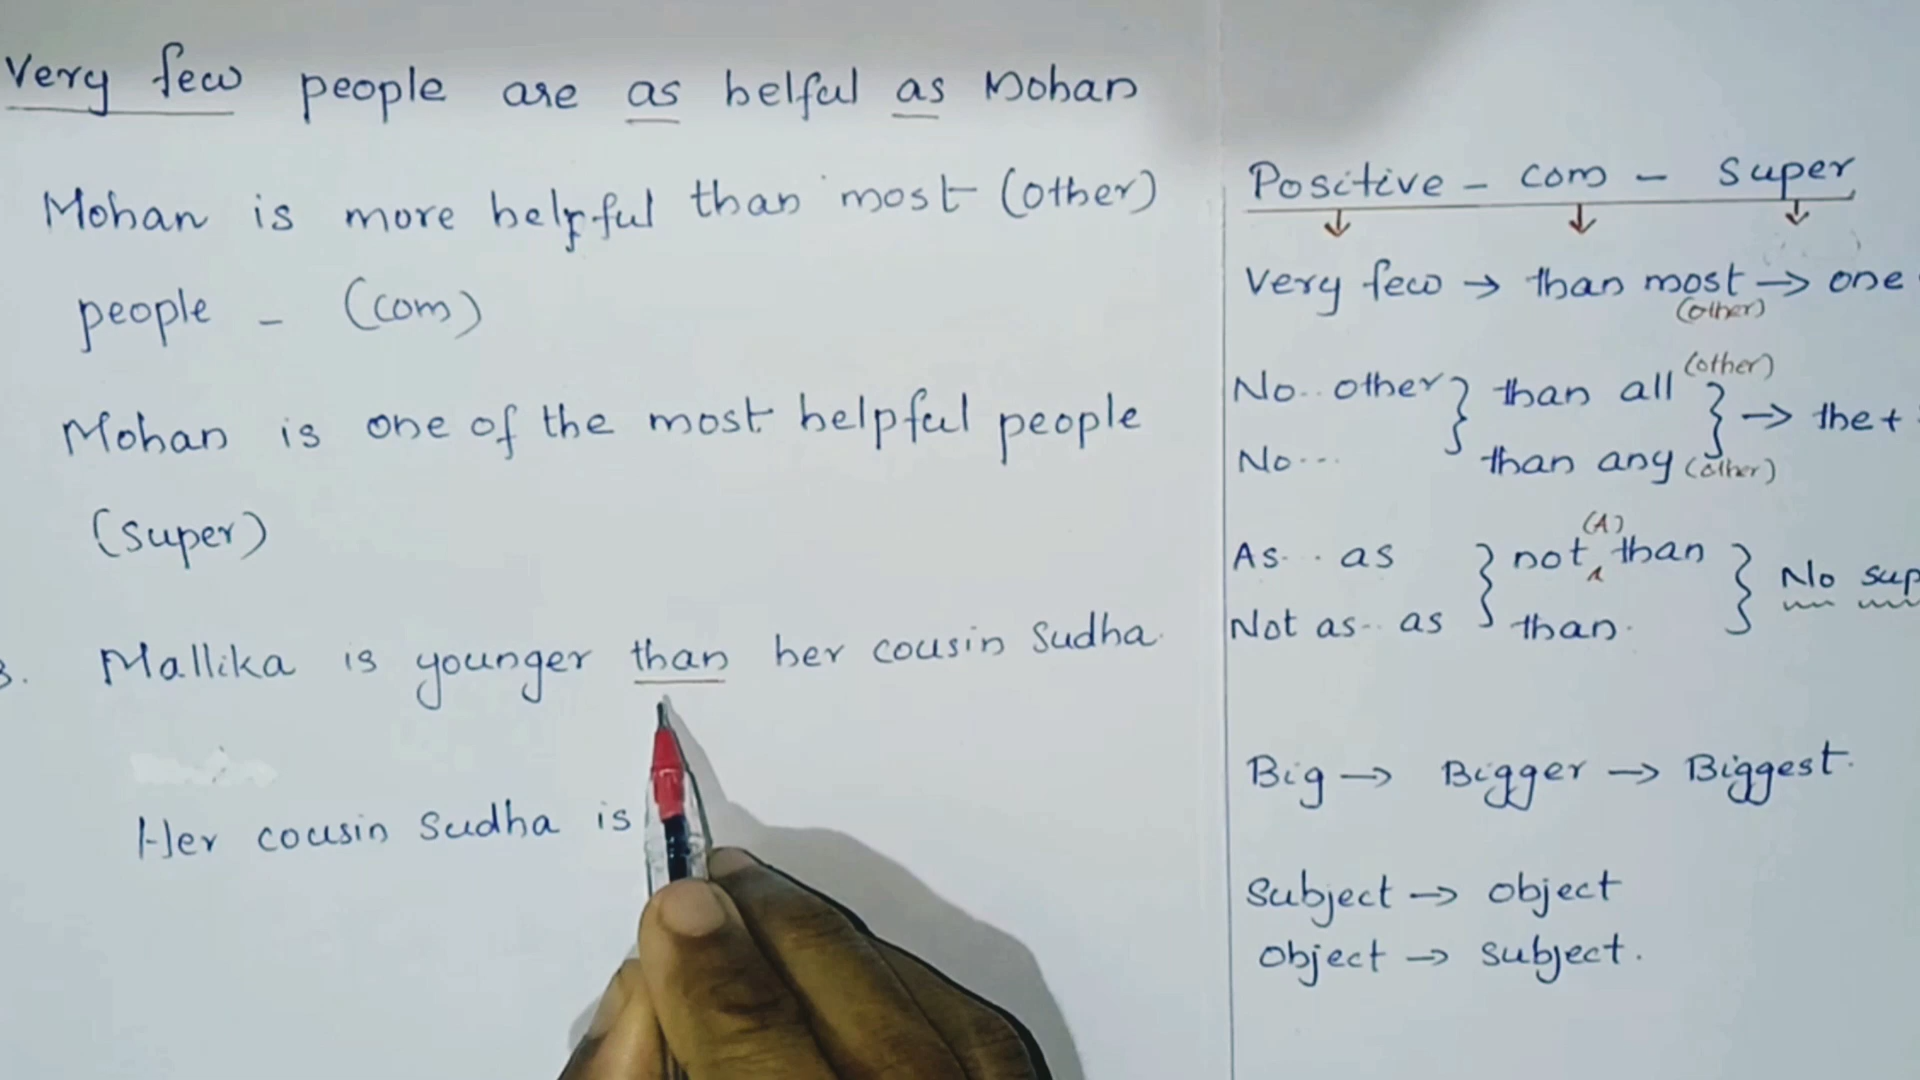 Very few people are as helful as Mohan
Mohan is more helpful than most (other)
people - (com)
Mohan is one of the most helpful people
(super)
3. Mallika is younger than her cousin Sudha.
Her cousin Sudha is
Positive - com - super
Very few → than most → one
(other)
No.. other } than all (other) } → the +
No... than any (other)
(A)
As... as } not ‸ than } No sup
Not as.. as than.
Big → Bigger → Biggest.
Subject → object
object → subject.